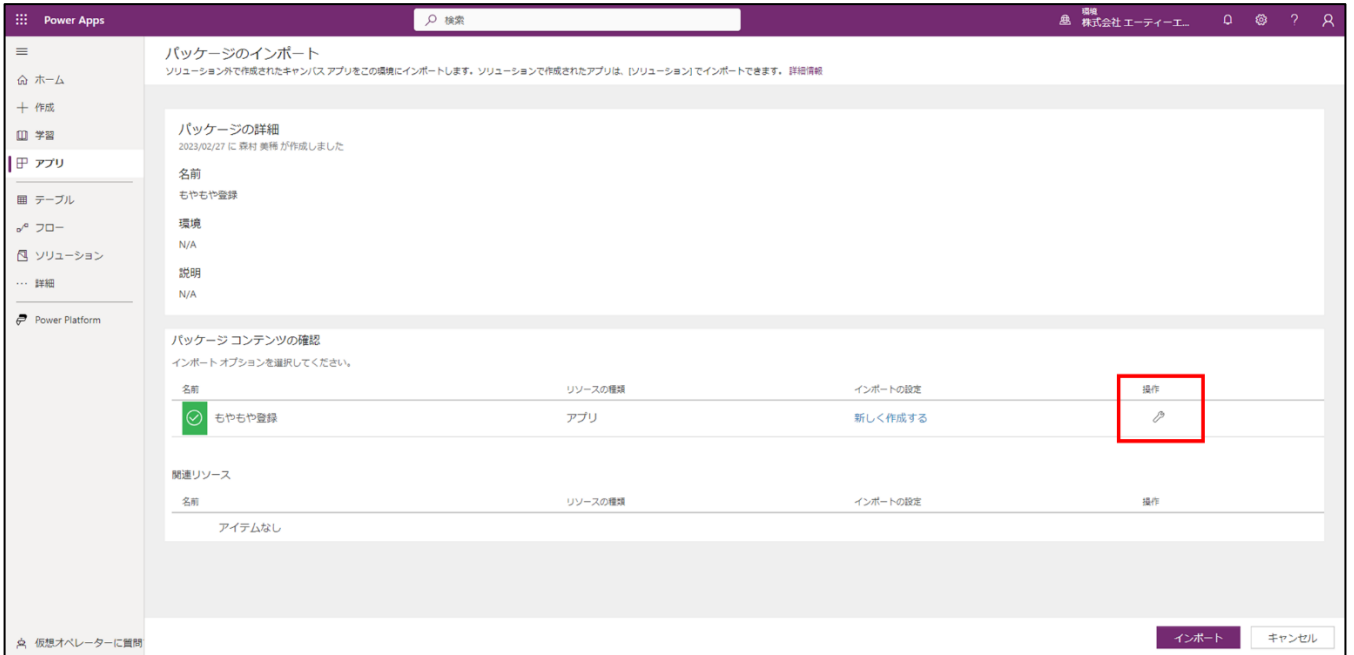 Power Apps
検索
環境
株式会社 エーティーエ...
?
ホーム
作成
学習
アプリ
テーブル
フロー
ソリューション
詳細
Power Platform
仮想オペレーターに質問
パッケージのインポート
ソリューション外で作成されたキャンバス アプリをこの環境にインポートします。ソリューションで作成されたアプリは、[ソリューション] でインポートできます。 詳細情報
パッケージの詳細
2023/02/27 に 森村 美稀 が作成しました
名前
もやもや登録
環境
N/A
説明
N/A
パッケージ コンテンツの確認
インポート オプションを選択してください。
名前 リソースの種類 インポートの設定 操作
もやもや登録 アプリ 新しく作成する
関連リソース
名前 リソースの種類 インポートの設定 操作
アイテムなし
インポート キャンセル